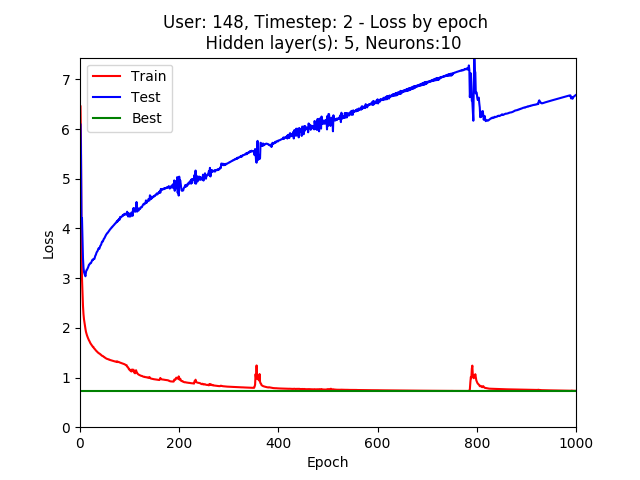 User: 148, Timestep: 2 - Loss by epoch
Hidden layer(s): 5, Neurons:10
Train
Test
Best
7
6
5
4
3
2
1
0
Loss
0 200 400 600 800 1000
Epoch